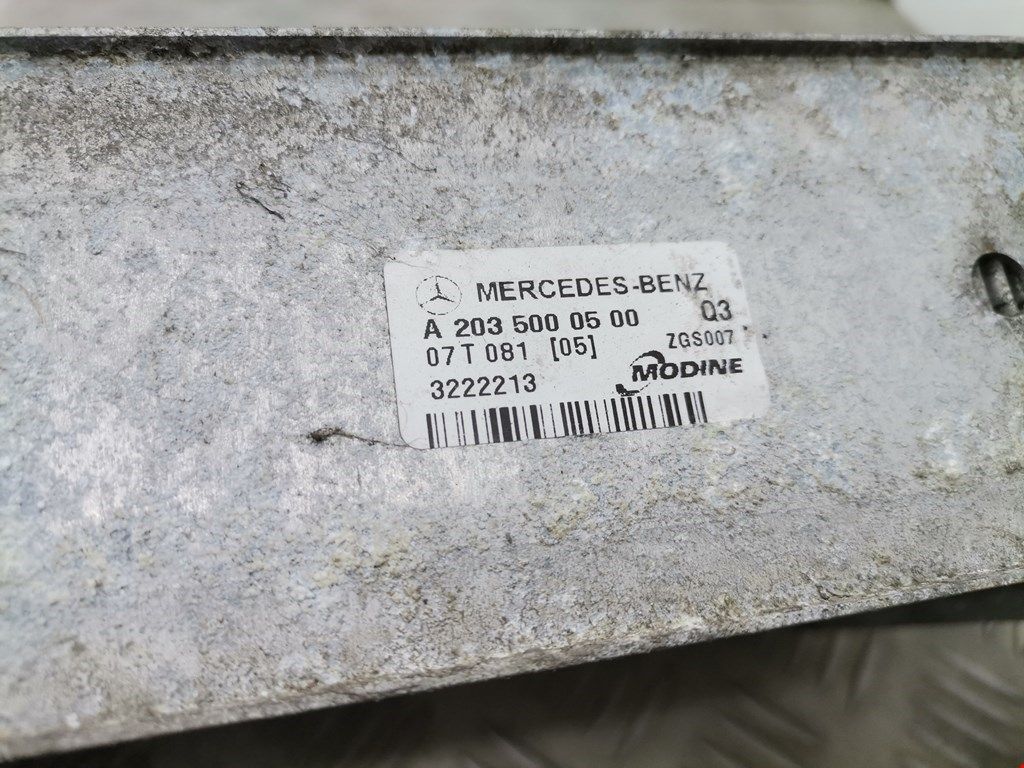 MERCEDES-BENZ
A 203 500 05 00 Q3
07 T 081 [05] ZGS007
3222213 MODINE